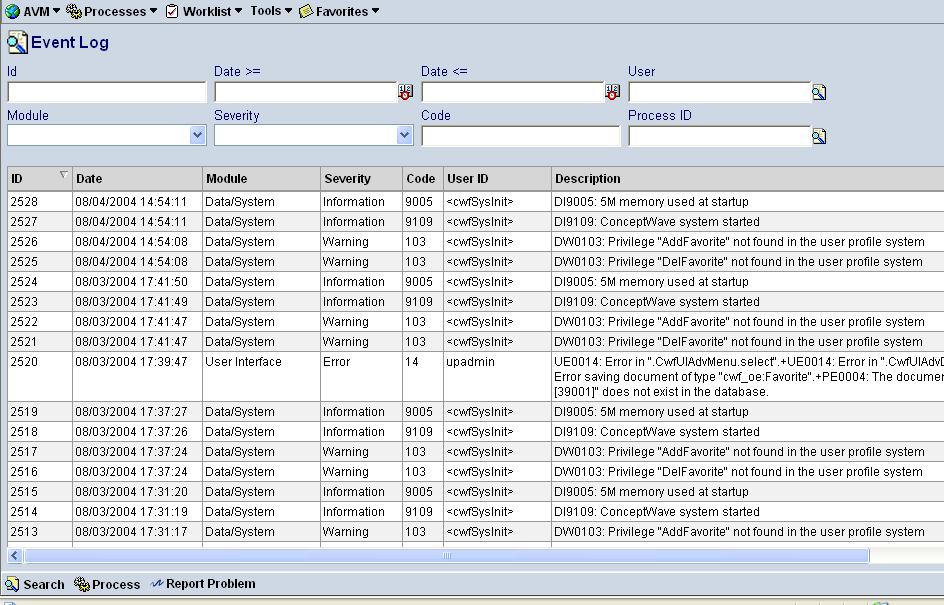 AVM Processes Worklist Tools Favorites
Event Log
Id Date >= Date <= User
Module Severity Code Process ID
ID Date Module Severity Code User ID Description
2528 08/04/2004 14:54:11 Data/System Information 9005 <cwfSysInit> DI9005: 5M memory used at startup
2527 08/04/2004 14:54:11 Data/System Information 9109 <cwfSysInit> DI9109: ConceptWave system started
2526 08/04/2004 14:54:08 Data/System Warning 103 <cwfSysInit> DW0103: Privilege "AddFavorite" not found in the user profile system
2525 08/04/2004 14:54:08 Data/System Warning 103 <cwfSysInit> DW0103: Privilege "DelFavorite" not found in the user profile system
2524 08/03/2004 17:41:50 Data/System Information 9005 <cwfSysInit> DI9005: 5M memory used at startup
2523 08/03/2004 17:41:49 Data/System Information 9109 <cwfSysInit> DI9109: ConceptWave system started
2522 08/03/2004 17:41:47 Data/System Warning 103 <cwfSysInit> DW0103: Privilege "AddFavorite" not found in the user profile system
2521 08/03/2004 17:41:47 Data/System Warning 103 <cwfSysInit> DW0103: Privilege "DelFavorite" not found in the user profile system
2520 08/03/2004 17:39:47 User Interface Error 14 upadmin UE0014: Error in ".CwfUIAdvMenu.select".+UE0014: Error in ".CwfUIAdvD
Error saving document of type "cwf_oe:Favorite".+PE0004: The documen
[39001]" does not exist in the database.
2519 08/03/2004 17:37:27 Data/System Information 9005 <cwfSysInit> DI9005: 5M memory used at startup
2518 08/03/2004 17:37:26 Data/System Information 9109 <cwfSysInit> DI9109: ConceptWave system started
2517 08/03/2004 17:37:24 Data/System Warning 103 <cwfSysInit> DW0103: Privilege "AddFavorite" not found in the user profile system
2516 08/03/2004 17:37:24 Data/System Warning 103 <cwfSysInit> DW0103: Privilege "DelFavorite" not found in the user profile system
2515 08/03/2004 17:31:20 Data/System Information 9005 <cwfSysInit> DI9005: 5M memory used at startup
2514 08/03/2004 17:31:19 Data/System Information 9109 <cwfSysInit> DI9109: ConceptWave system started
2513 08/03/2004 17:31:17 Data/System Warning 103 <cwfSysInit> DW0103: Privilege "AddFavorite" not found in the user profile system
Search Process Report Problem